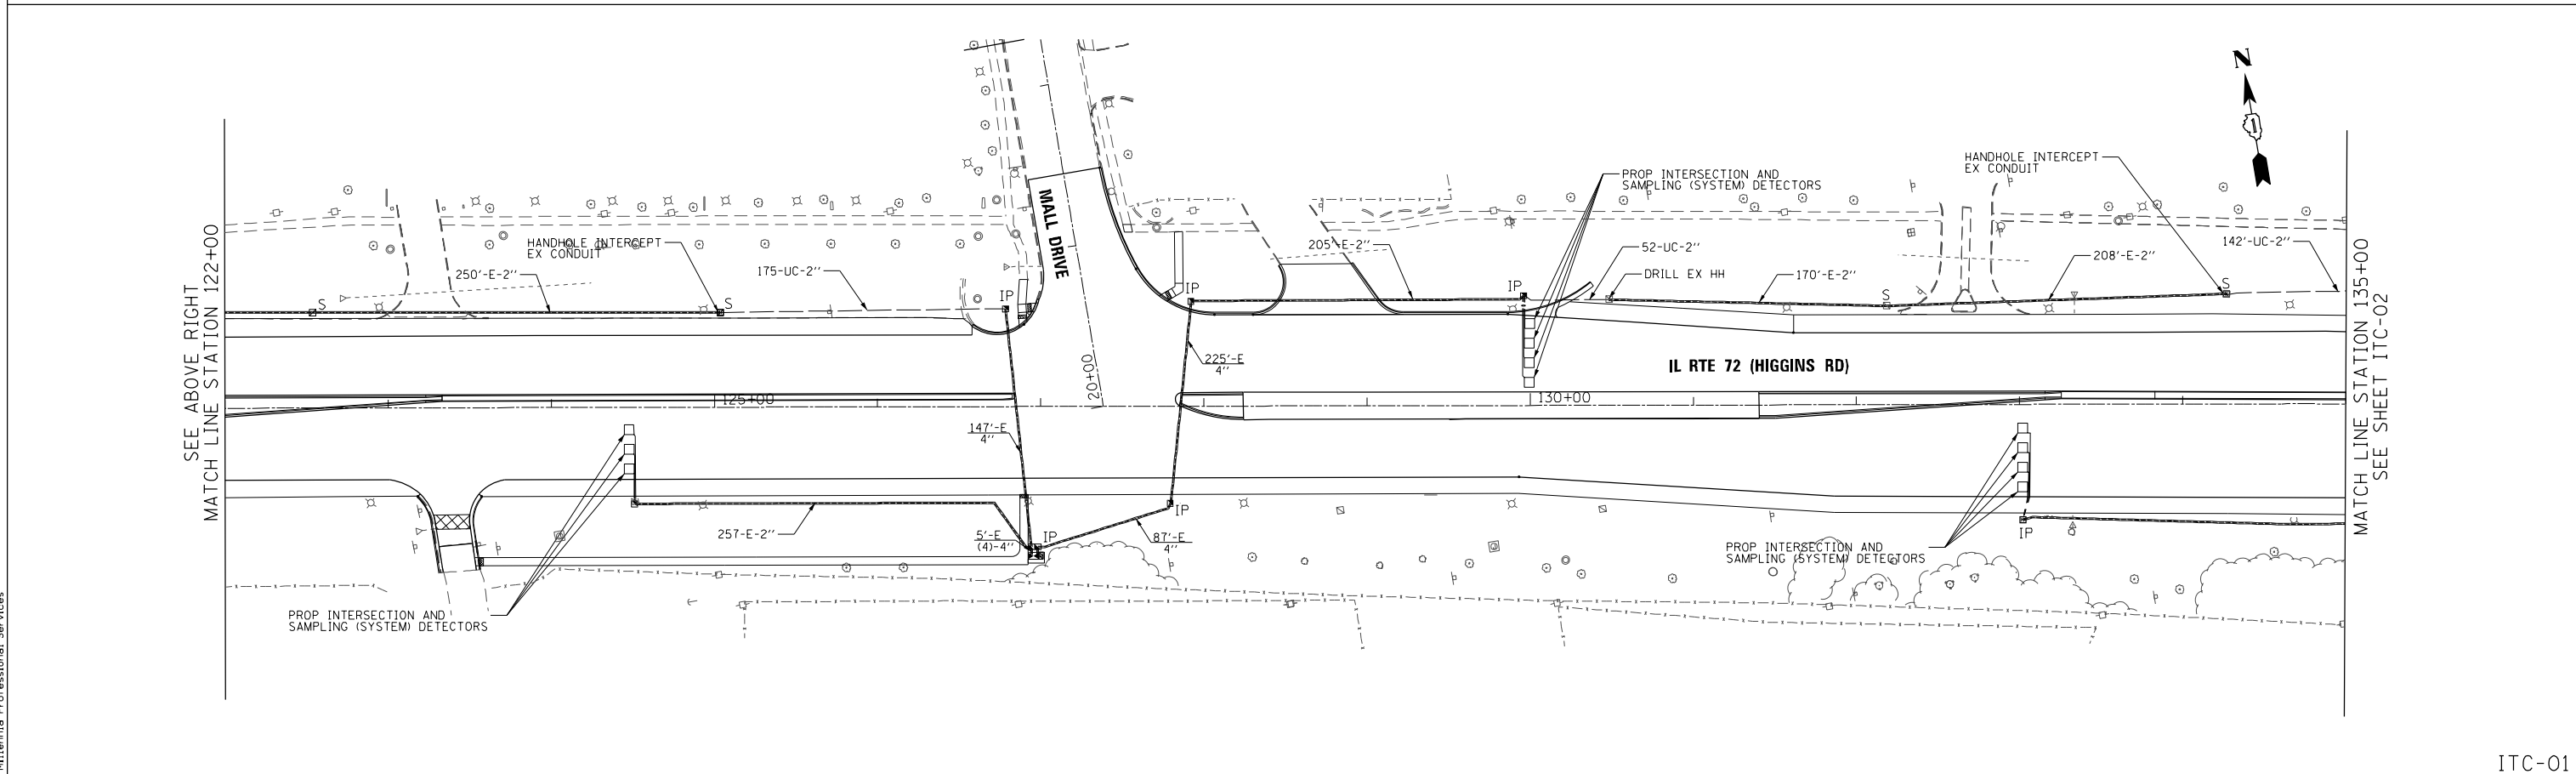 N
PROP INTERSECTION AND
SAMPLING (SYSTEM) DETECTORS
HANDHOLE INTERCEPT
EX CONDUIT
MALL DRIVE
HANDHOLE INTERCEPT
EX CONDUIT
205'-E-2''
52-UC-2''
142'-UC-2''
208'-E-2''
250'-E-2''
175-UC-2''
DRILL EX HH
170'-E-2''
S
S
IP
IP
IP
S
S
SEE ABOVE RIGHT
MATCH LINE STATION 122+00
225'-E
4''
IL RTE 72 (HIGGINS RD)
20+00
125+00
130+00
MATCH LINE STATION 135+00
SEE SHEET ITC-02
147'-E
4''
257-E-2''
5'-E
(4)-4''
IP
IP
87'-E
4''
IP
PROP INTERSECTION AND
SAMPLING (SYSTEM) DETECTORS
PROP INTERSECTION AND
SAMPLING (SYSTEM) DETECTORS
Millennia Professional Services
ITC-01